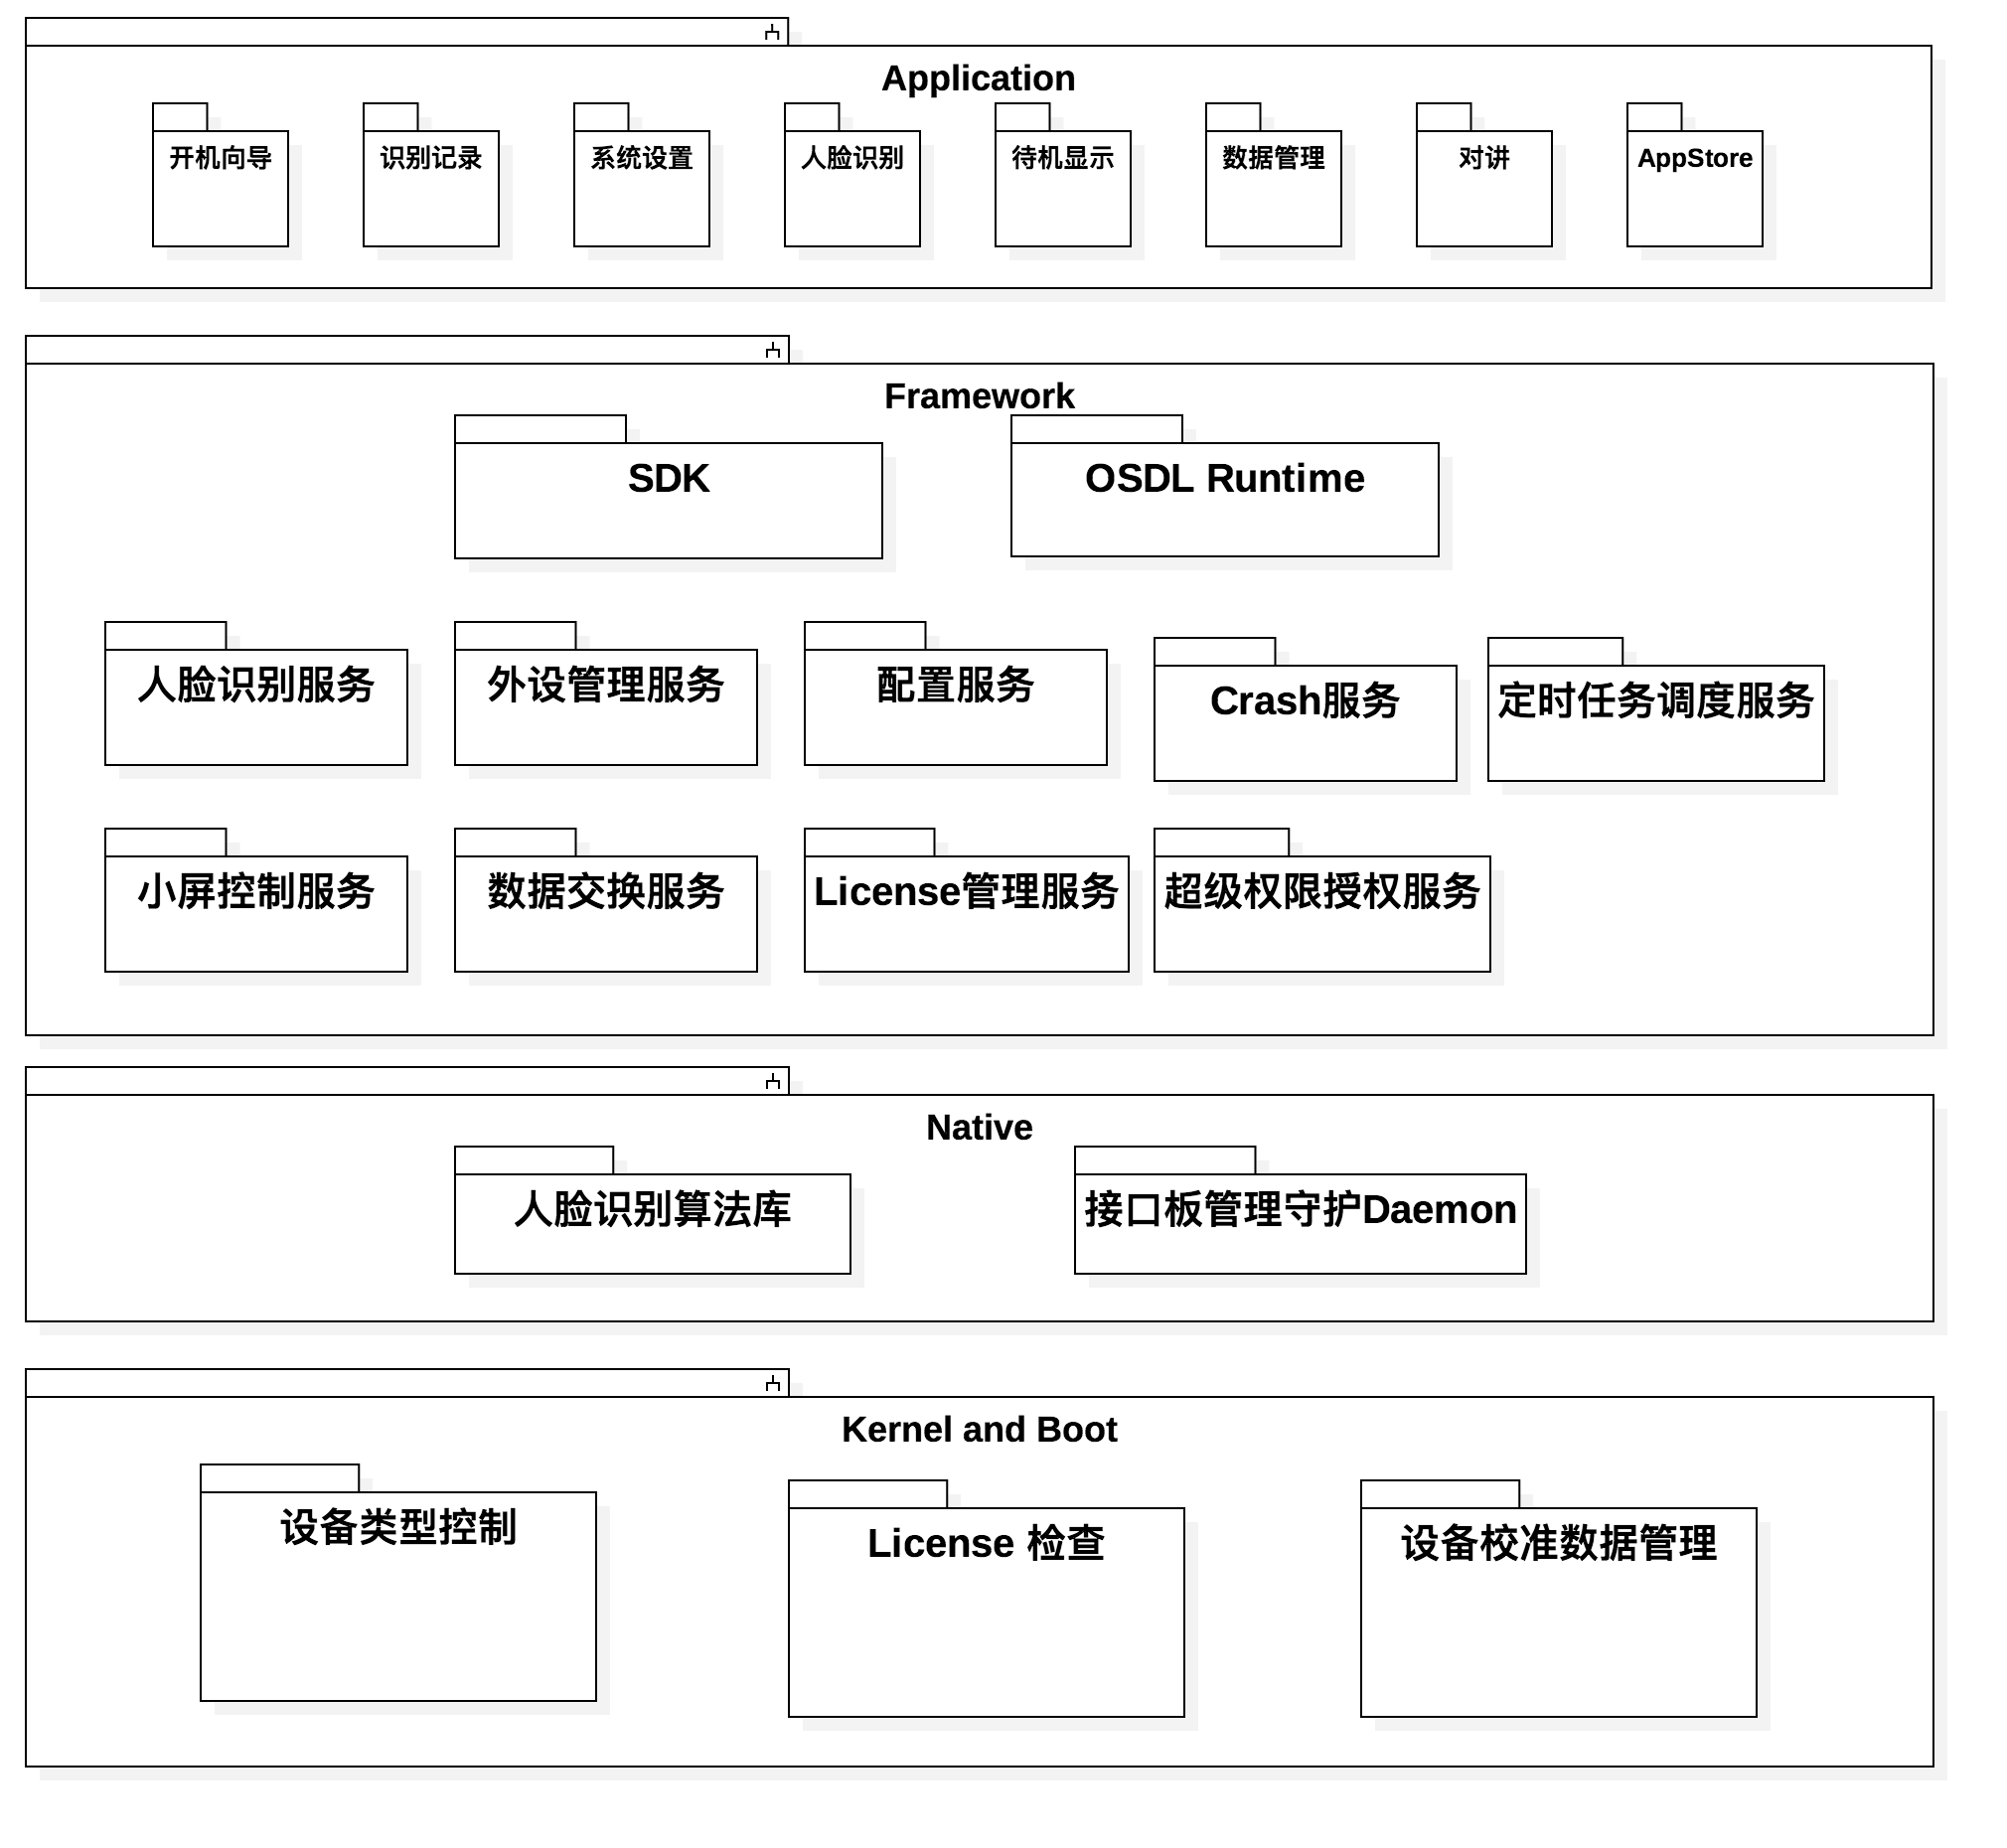 Application
开机向导
识别记录
系统设置
人脸识别
待机显示
数据管理
对讲
AppStore
Framework
SDK
OSDL Runtime
人脸识别服务
外设管理服务
配置服务
Crash服务
定时任务调度服务
小屏控制服务
数据交换服务
License管理服务
超级权限授权服务
Native
人脸识别算法库
接口板管理守护Daemon
Kernel and Boot
设备类型控制
License 检查
设备校准数据管理